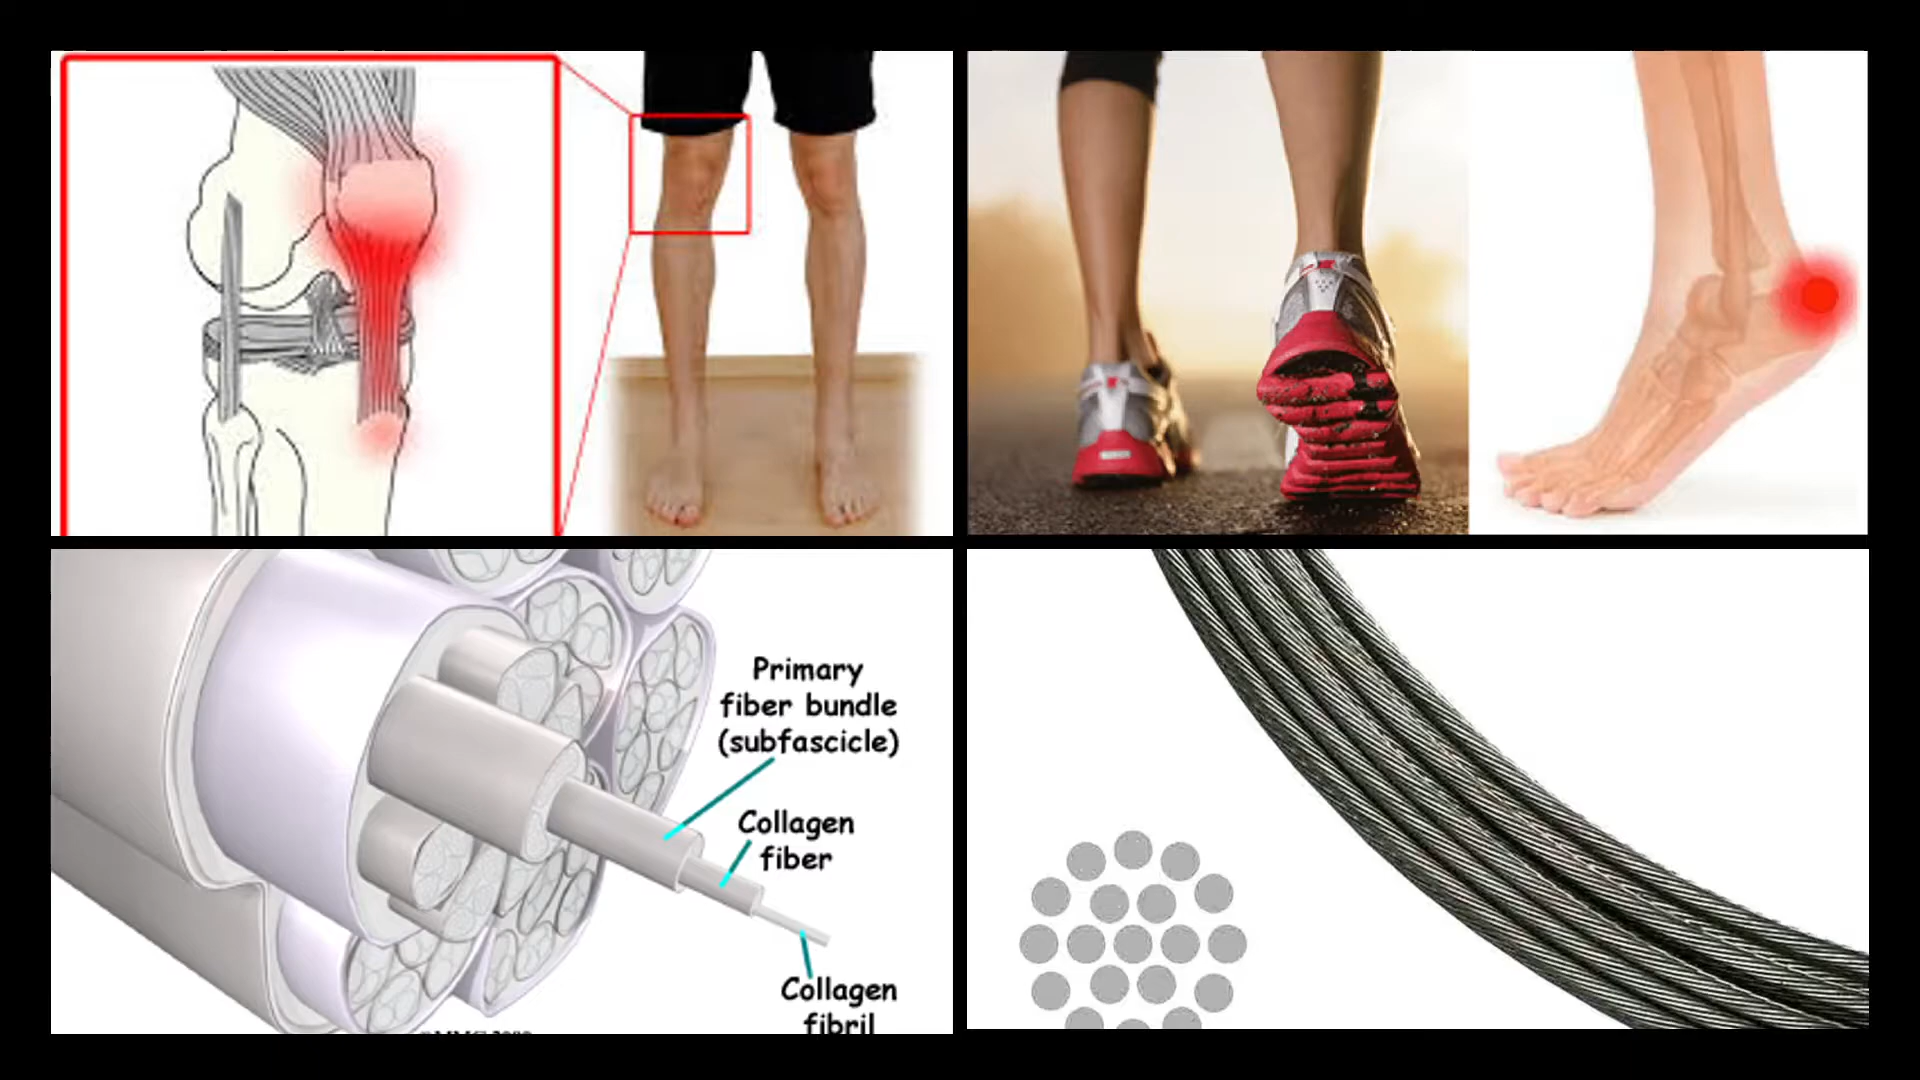 Primary
fiber bundle
(subfascicle)
Collagen
fiber
Collagen
fibril